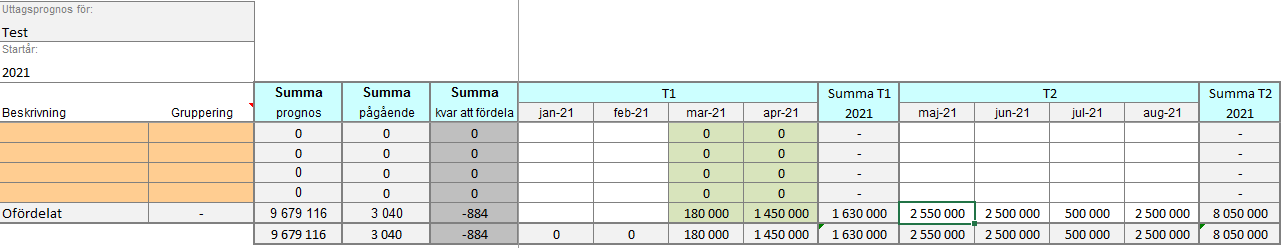 Uttagsprognos för:
Test
Startår:
2021
Summa Summa Summa T1 Summa T1 T2 Summa T2
Beskrivning Gruppering prognos pågående kvar att fördela jan-21 feb-21 mar-21 apr-21 2021 maj-21 jun-21 jul-21 aug-21 2021
0 0 0 0 0 - -
0 0 0 0 0 - -
0 0 0 0 0 - -
0 0 0 0 0 - -
Ofördelat - 9 679 116 3 040 -884 180 000 1 450 000 1 630 000 2 550 000 2 500 000 500 000 2 500 000 8 050 000
9 679 116 3 040 -884 0 0 180 000 1 450 000 1 630 000 2 550 000 2 500 000 500 000 2 500 000 8 050 000